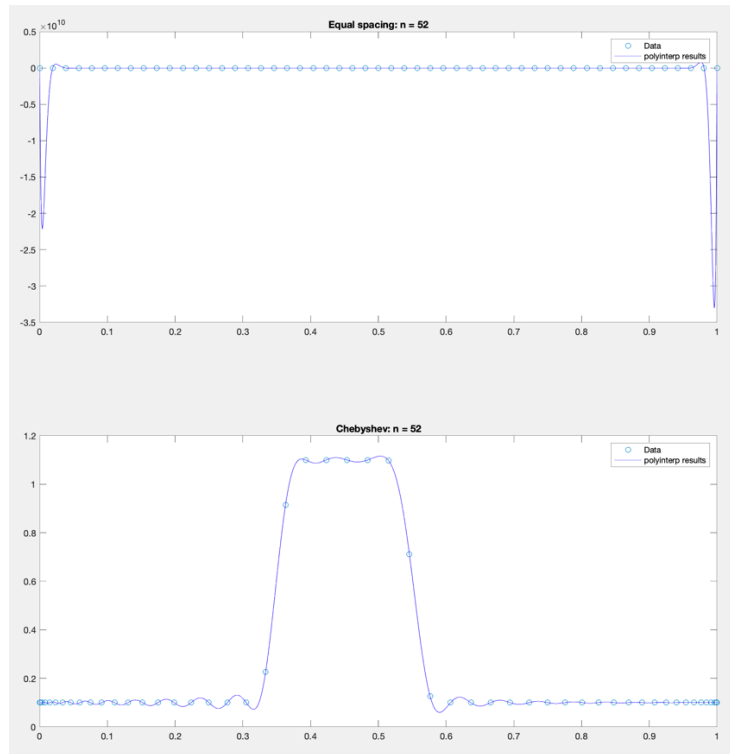 Equal spacing: n = 52
×10^10
0.5
0
-0.5
-1
-1.5
-2
-2.5
-3
-3.5
0 0.1 0.2 0.3 0.4 0.5 0.6 0.7 0.8 0.9 1
Data
polyinterp results
Chebyshev: n = 52
1.2
1
0.8
0.6
0.4
0.2
0
0 0.1 0.2 0.3 0.4 0.5 0.6 0.7 0.8 0.9 1
Data
polyinterp results